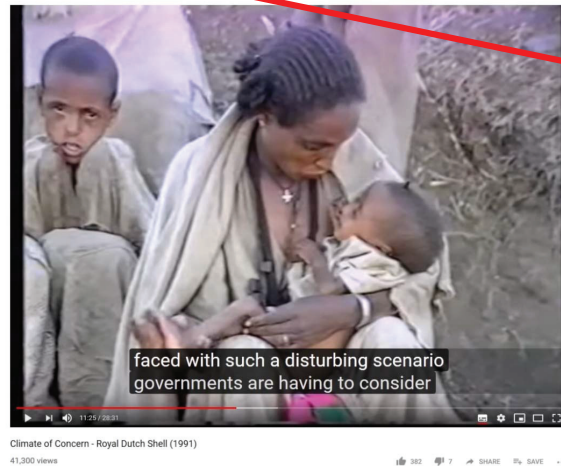 faced with such a disturbing scenario
governments are having to consider
11:25 / 28:31
Climate of Concern - Royal Dutch Shell (1991)
41,300 views
382 7 SHARE SAVE